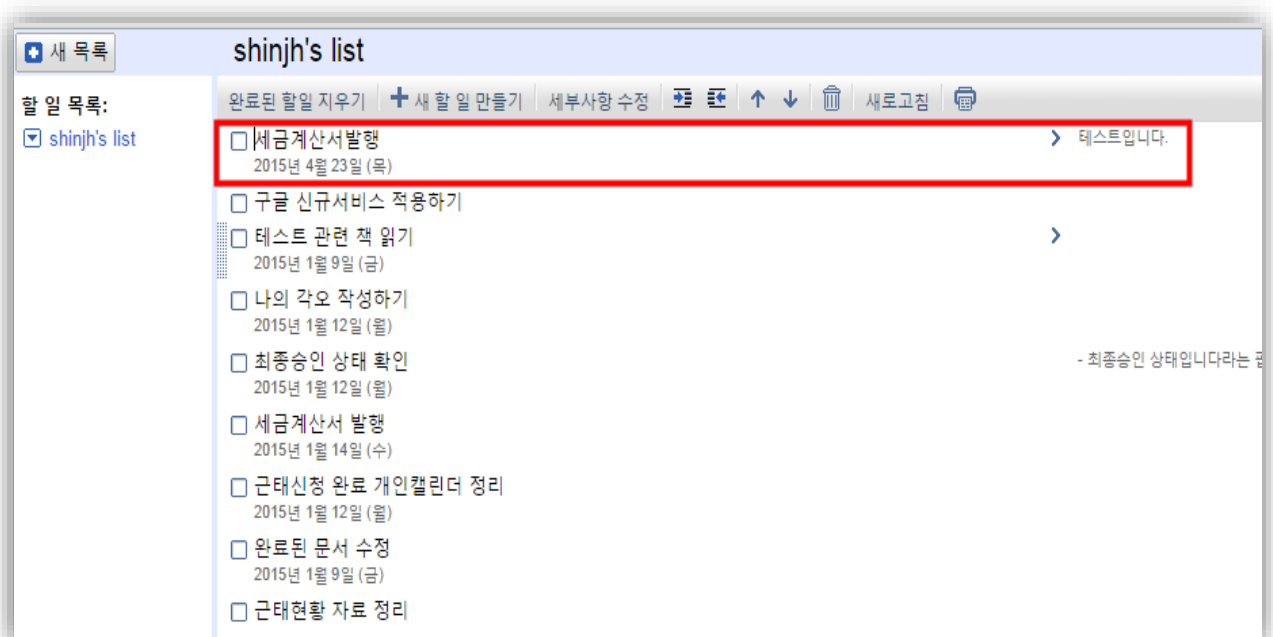 새 목록
shinjh's list
할 일 목록:
shinjh's list
완료된 할일 지우기 새 할 일 만들기 세부사항 수정 새로고침
세금계산서발행 테스트입니다.
2015년 4월 23일 (목)
구글 신규서비스 적용하기
테스트 관련 책 읽기
2015년 1월 9일 (금)
나의 각오 작성하기
2015년 1월 12일 (월)
최종승인 상태 확인 - 최종승인 상태입니다라는
2015년 1월 12일 (월)
세금계산서 발행
2015년 1월 14일 (수)
근태신청 완료 개인캘린더 정리
2015년 1월 12일 (월)
완료된 문서 수정
2015년 1월 9일 (금)
근태현황 자료 정리